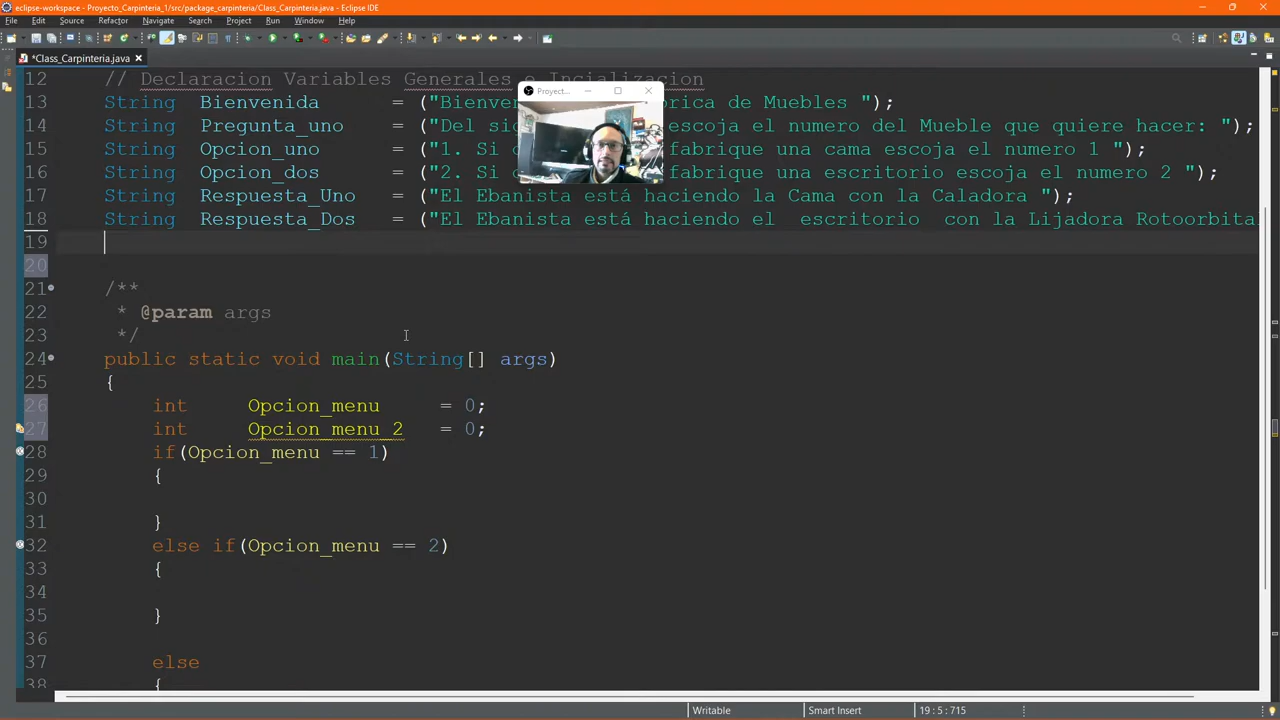 eclipse-workspace - Proyecto_Carpinteria_1/src/package_carpinteria/Class_Carpinteria.java - Eclipse IDE
File Edit Source Refactor Navigate Search Project Run Window Help
*Class_Carpinteria.java
12 // Declaracion Variables Generales e Incializacion
Proyect...
13 String Bienvenida = ("Bienven rica de Muebles ");
14 String Pregunta_uno = ("Del sig escoja el numero del Mueble que quiere hacer: ");
15 String Opcion_uno = ("1. Si fabrique una cama escoja el numero 1 ");
16 String Opcion_dos = ("2. Si fabrique una escritorio escoja el numero 2 ");
17 String Respuesta_Uno = ("El Ebanista está haciendo la Cama con la Caladora ");
18 String Respuesta_Dos = ("El Ebanista está haciendo el escritorio con la Lijadora Rotoorbital
19
20
21 /**
22 * @param args
23 */
24 public static void main(String[] args)
25 {
26 int Opcion_menu = 0;
27 int Opcion_menu_2 = 0;
28 if(Opcion_menu == 1)
29 {
30
31 }
32 else if(Opcion_menu == 2)
33 {
34
35 }
36
37 else
38 {
Writable Smart Insert 19 : 5 : 715